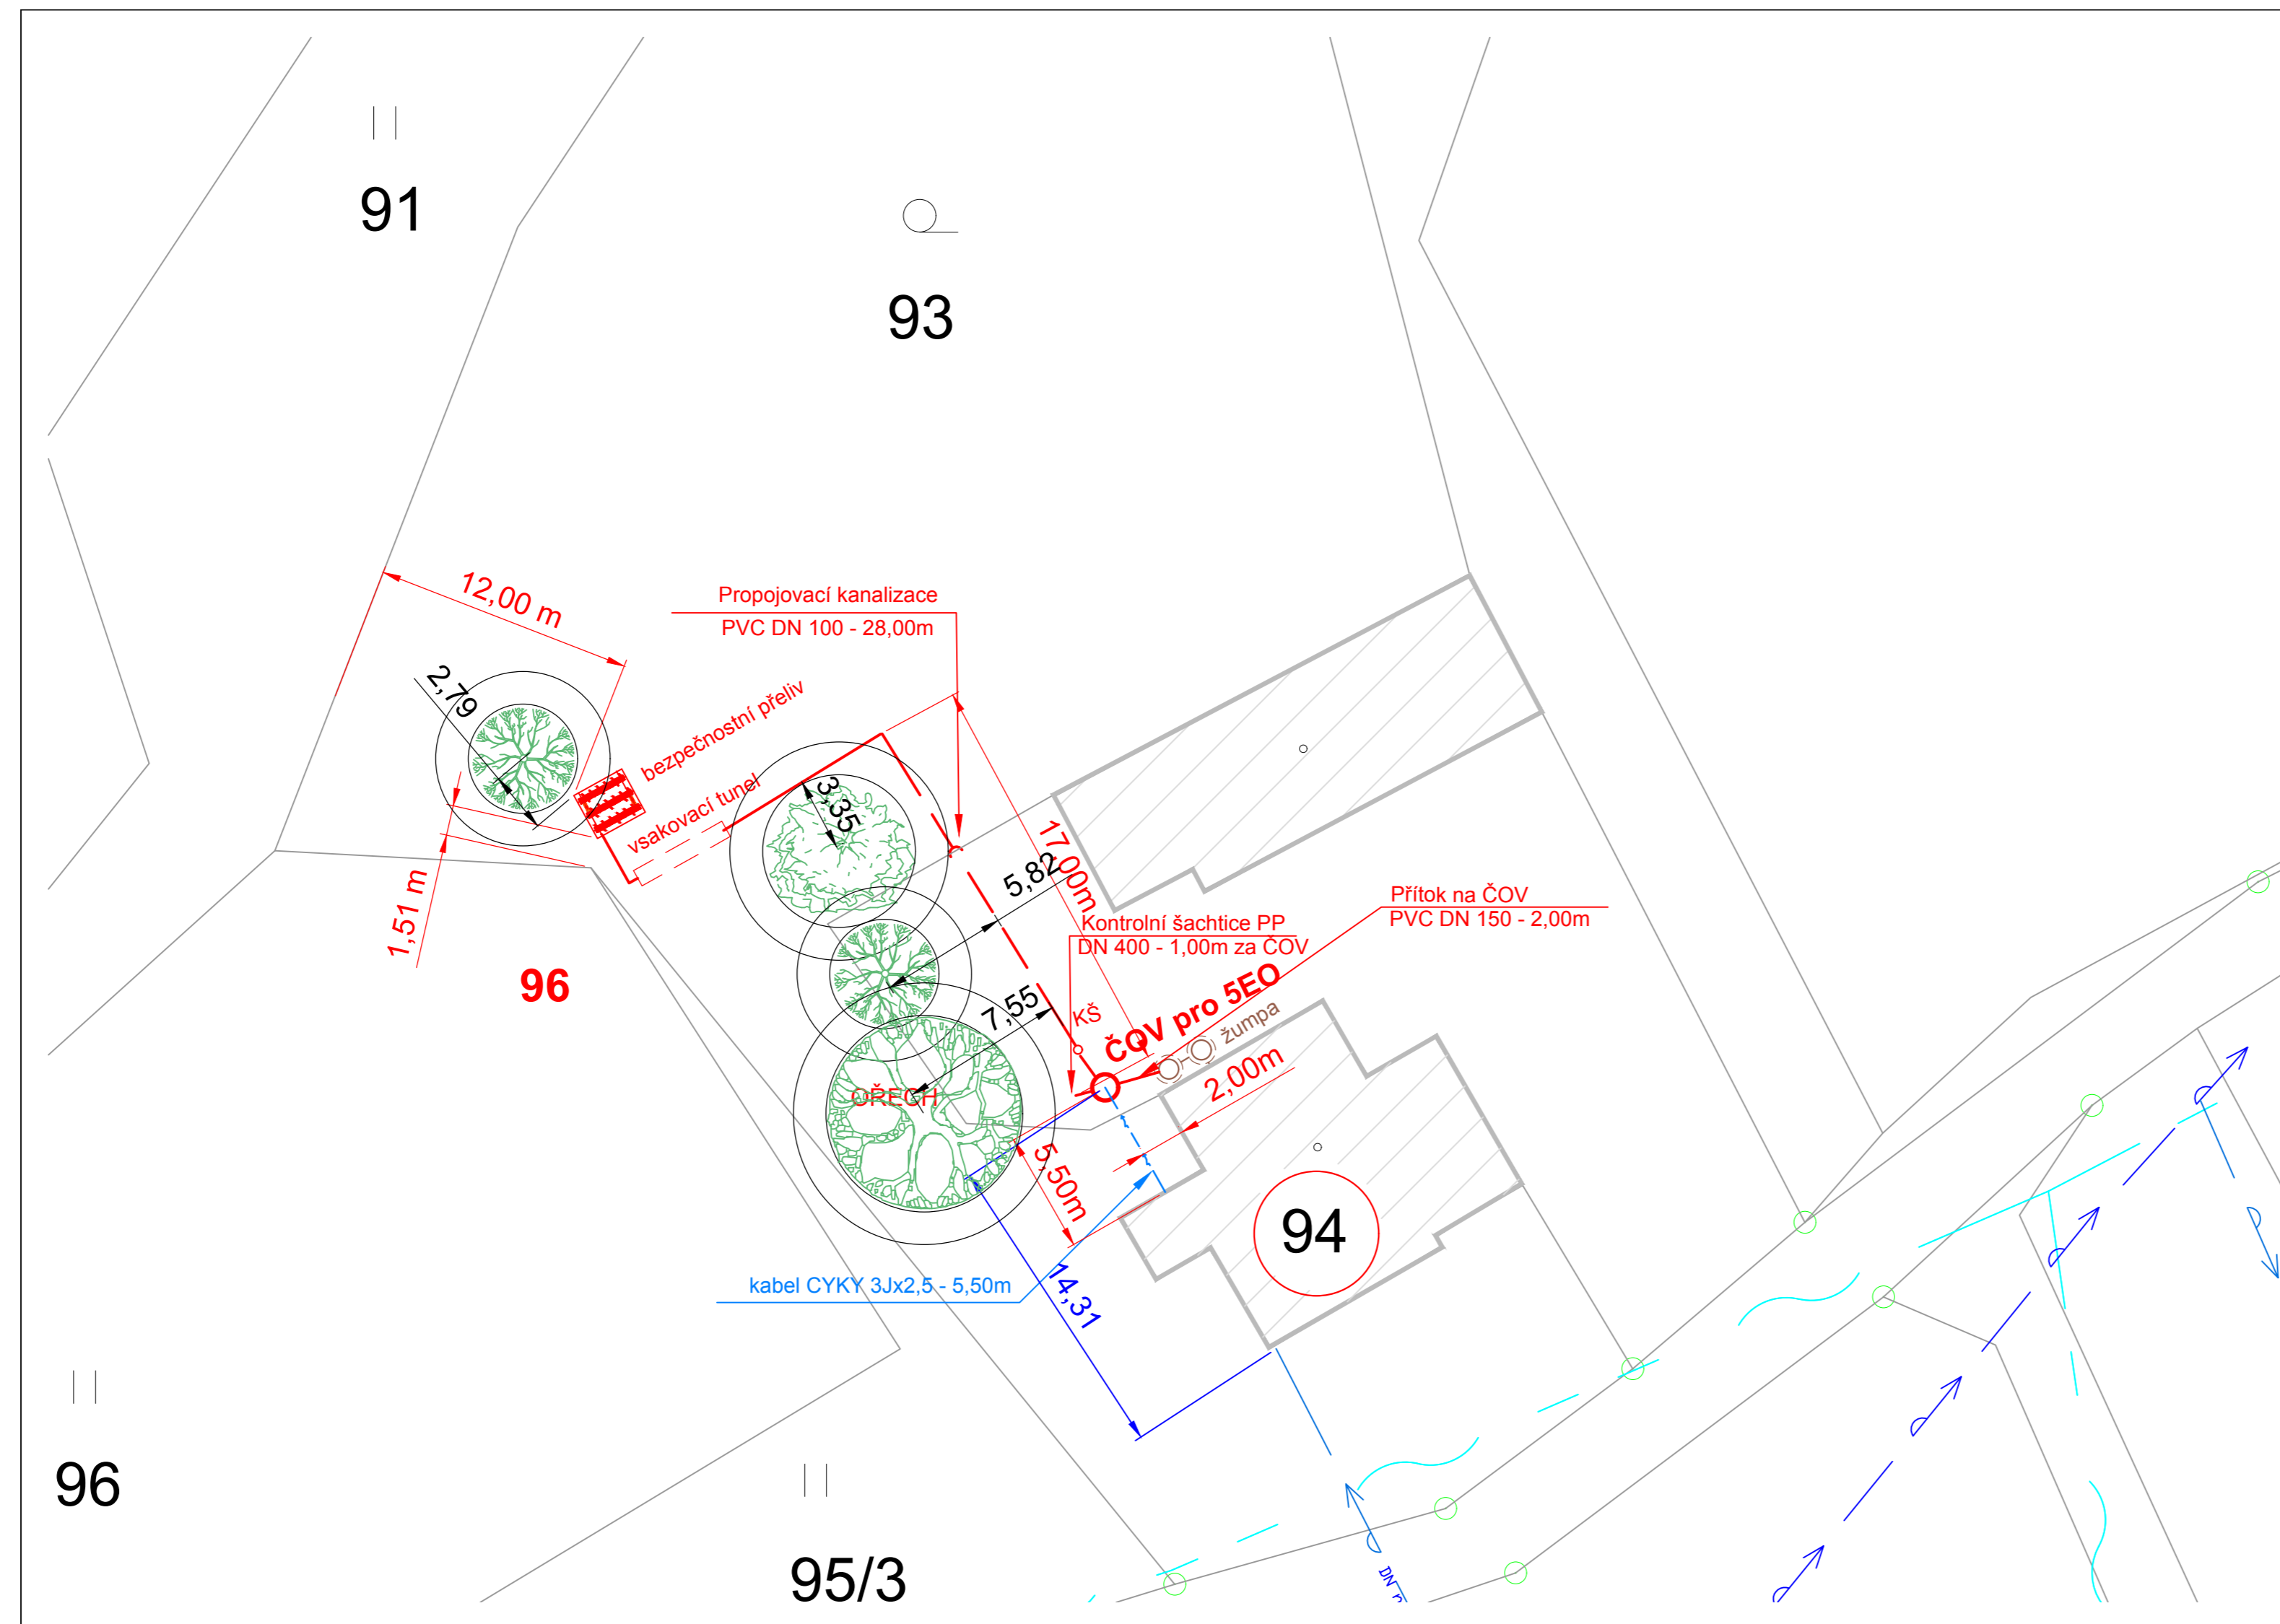 91
93
12,00 m
Propojovací kanalizace
PVC DN 100 - 28,00m
2,79
bezpečnostní přeliv
vsakovací tunel
3,35
17,00m
5,82
1,51 m
96
Přítok na ČOV
PVC DN 150 - 2,00m
Kontrolní šachtice PP
DN 400 - 1,00m za ČOV
7,55
KŠ
ČOV pro 5EO
žumpa
2,00m
OŘECH
5,50m
94
kabel CYKY 3Jx2,5 - 5,50m
14,31
96
95/3
DN